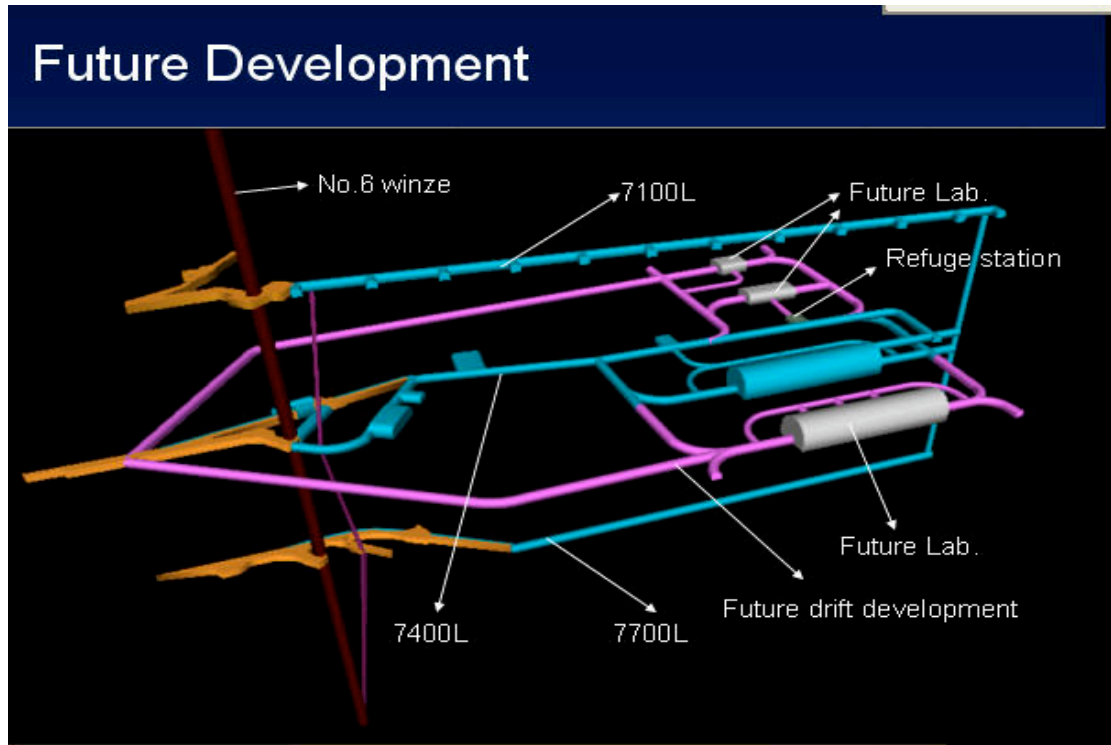 Future Development
No.6 winze
7100L
Future Lab.
Refuge station
Future Lab.
Future drift development
7400L
7700L